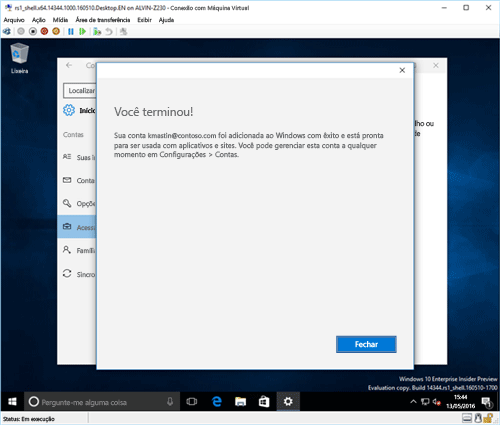 rs1_shell.x64.14344.1000.160510.Desktop.EN on ALVIN-Z230 - Conexão com Máquina Virtual
Arquivo Ação Mídia Área de transferência Exibir Ajuda
Lixeira
Localizar
Início
Contas
Suas
Conta
Opçõe
Acess
Família
Sincro
lho ou
de
Você terminou!
Sua conta kmastin@contoso.com foi adicionada ao Windows com êxito e está pronta
para ser usada com aplicativos e sites. Você pode gerenciar esta conta a qualquer
momento em Configurações > Contas.
Fechar
Windows 10 Enterprise Insider Preview
Evaluation copy. Build 14344.rs1_shell.160510-1700
Pergunte-me alguma coisa
15:44
13/05/2016
Status: Em execução